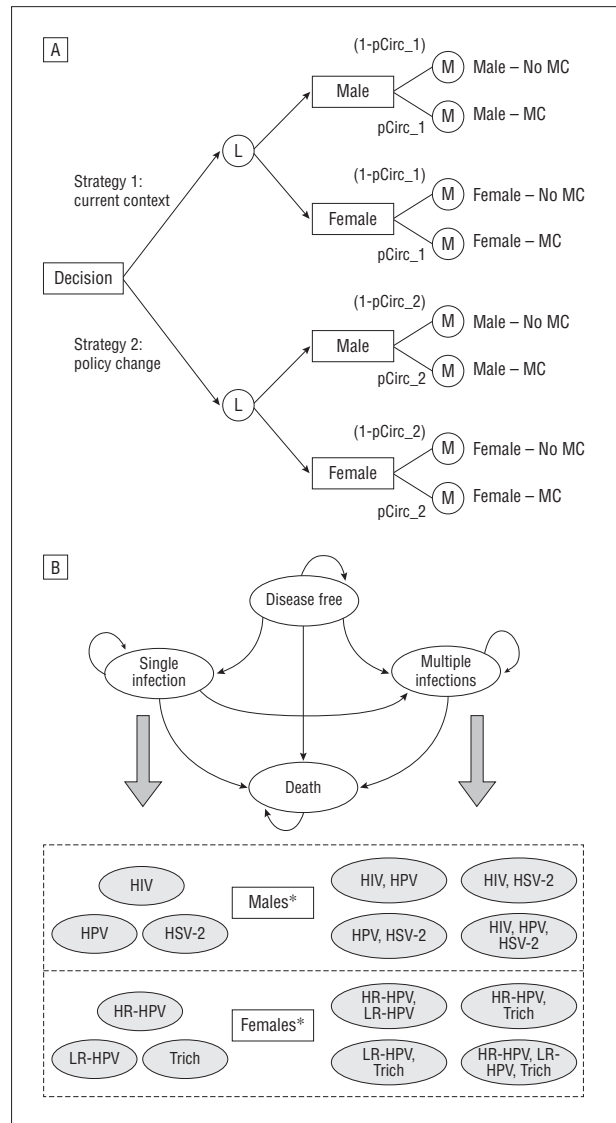 A
(1-pCirc_1)
M Male – No MC
Male
pCirc_1
M Male – MC
L
Strategy 1:
current context
(1-pCirc_1)
M Female – No MC
Female
pCirc_1
M Female – MC
Decision
Strategy 2:
policy change
(1-pCirc_2)
M Male – No MC
Male
pCirc_2
M Male – MC
L
(1-pCirc_2)
M Female – No MC
Female
pCirc_2
M Female – MC
B
Disease free
Single
infection
Multiple
infections
Death
HIV
HPV
HSV-2
Males*
HIV, HPV
HIV, HSV-2
HPV, HSV-2
HIV, HPV,
HSV-2
HR-HPV
LR-HPV
Trich
Females*
HR-HPV,
LR-HPV
HR-HPV,
Trich
LR-HPV,
Trich
HR-HPV, LR-
HPV, Trich